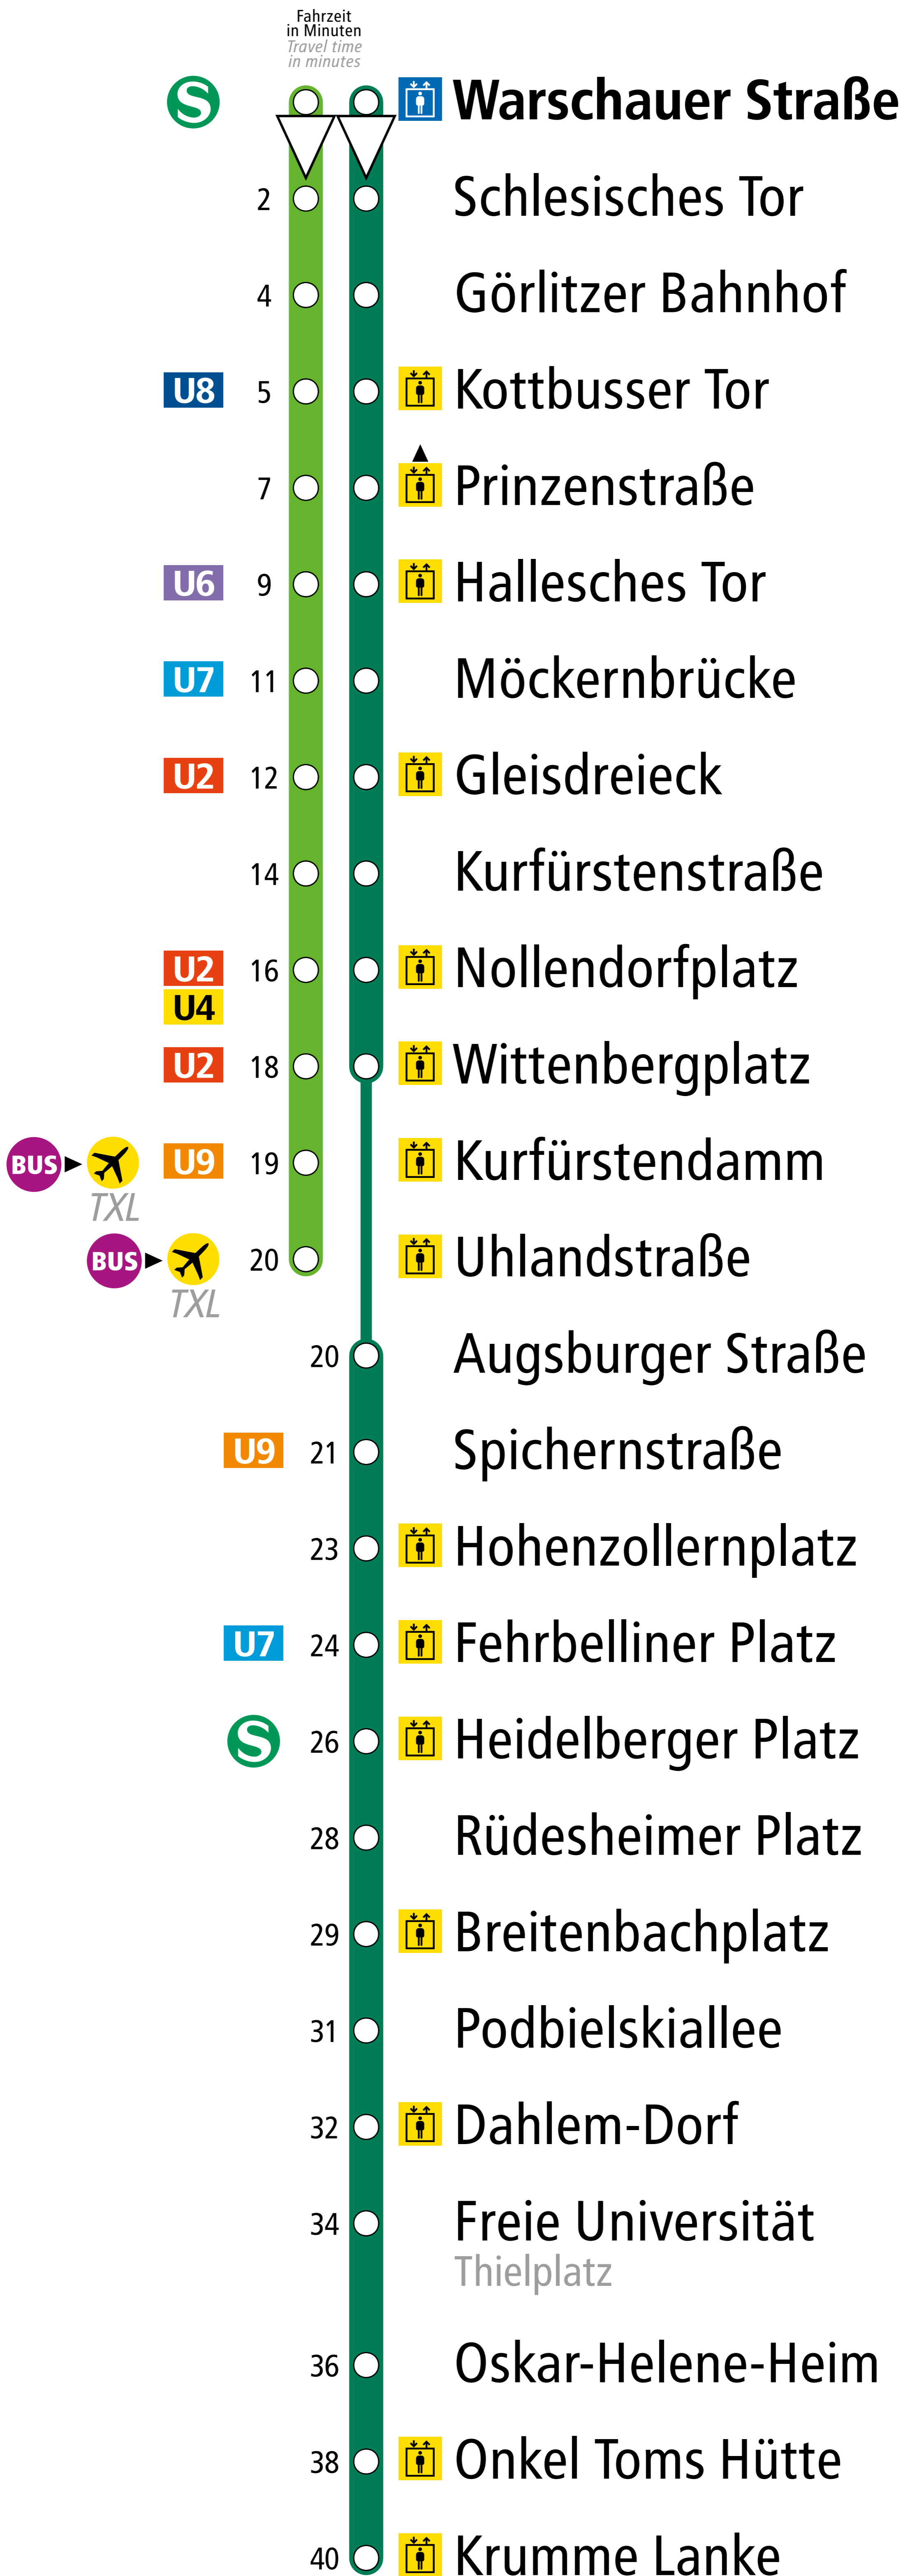 Fahrzeit
in Minuten
Travel time
in minutes
S Warschauer Straße
2 Schlesisches Tor
4 Görlitzer Bahnhof
U8 5 Kottbusser Tor
7 Prinzenstraße
U6 9 Hallesches Tor
U7 11 Möckernbrücke
U2 12 Gleisdreieck
14 Kurfürstenstraße
U2 16 Nollendorfplatz
U4
U2 18 Wittenbergplatz
BUS U9 19 Kurfürstendamm
TXL
BUS 20 Uhlandstraße
TXL
20 Augsburger Straße
U9 21 Spichernstraße
23 Hohenzollernplatz
U7 24 Fehrbelliner Platz
S 26 Heidelberger Platz
28 Rüdesheimer Platz
29 Breitenbachplatz
31 Podbielskiallee
32 Dahlem-Dorf
34 Freie Universität
Thielplatz
36 Oskar-Helene-Heim
38 Onkel Toms Hütte
40 Krumme Lanke